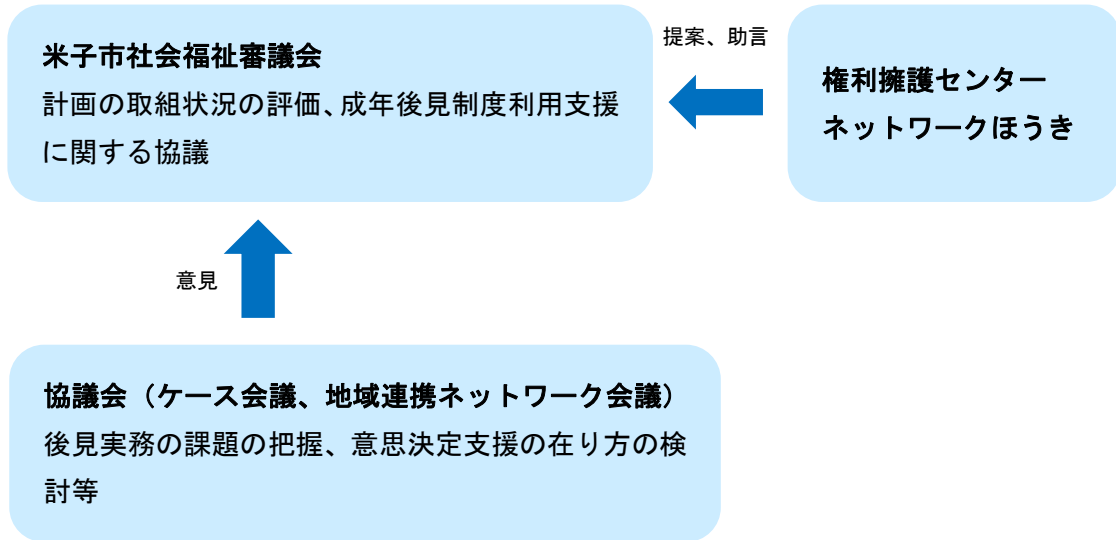 米子市社会福祉審議会
計画の取組状況の評価、成年後見制度利用支援
に関する協議
提案、助言
権利擁護センター
ネットワークほうき
意見
協議会（ケース会議、地域連携ネットワーク会議）
後見実務の課題の把握、意思決定支援の在り方の検
討等